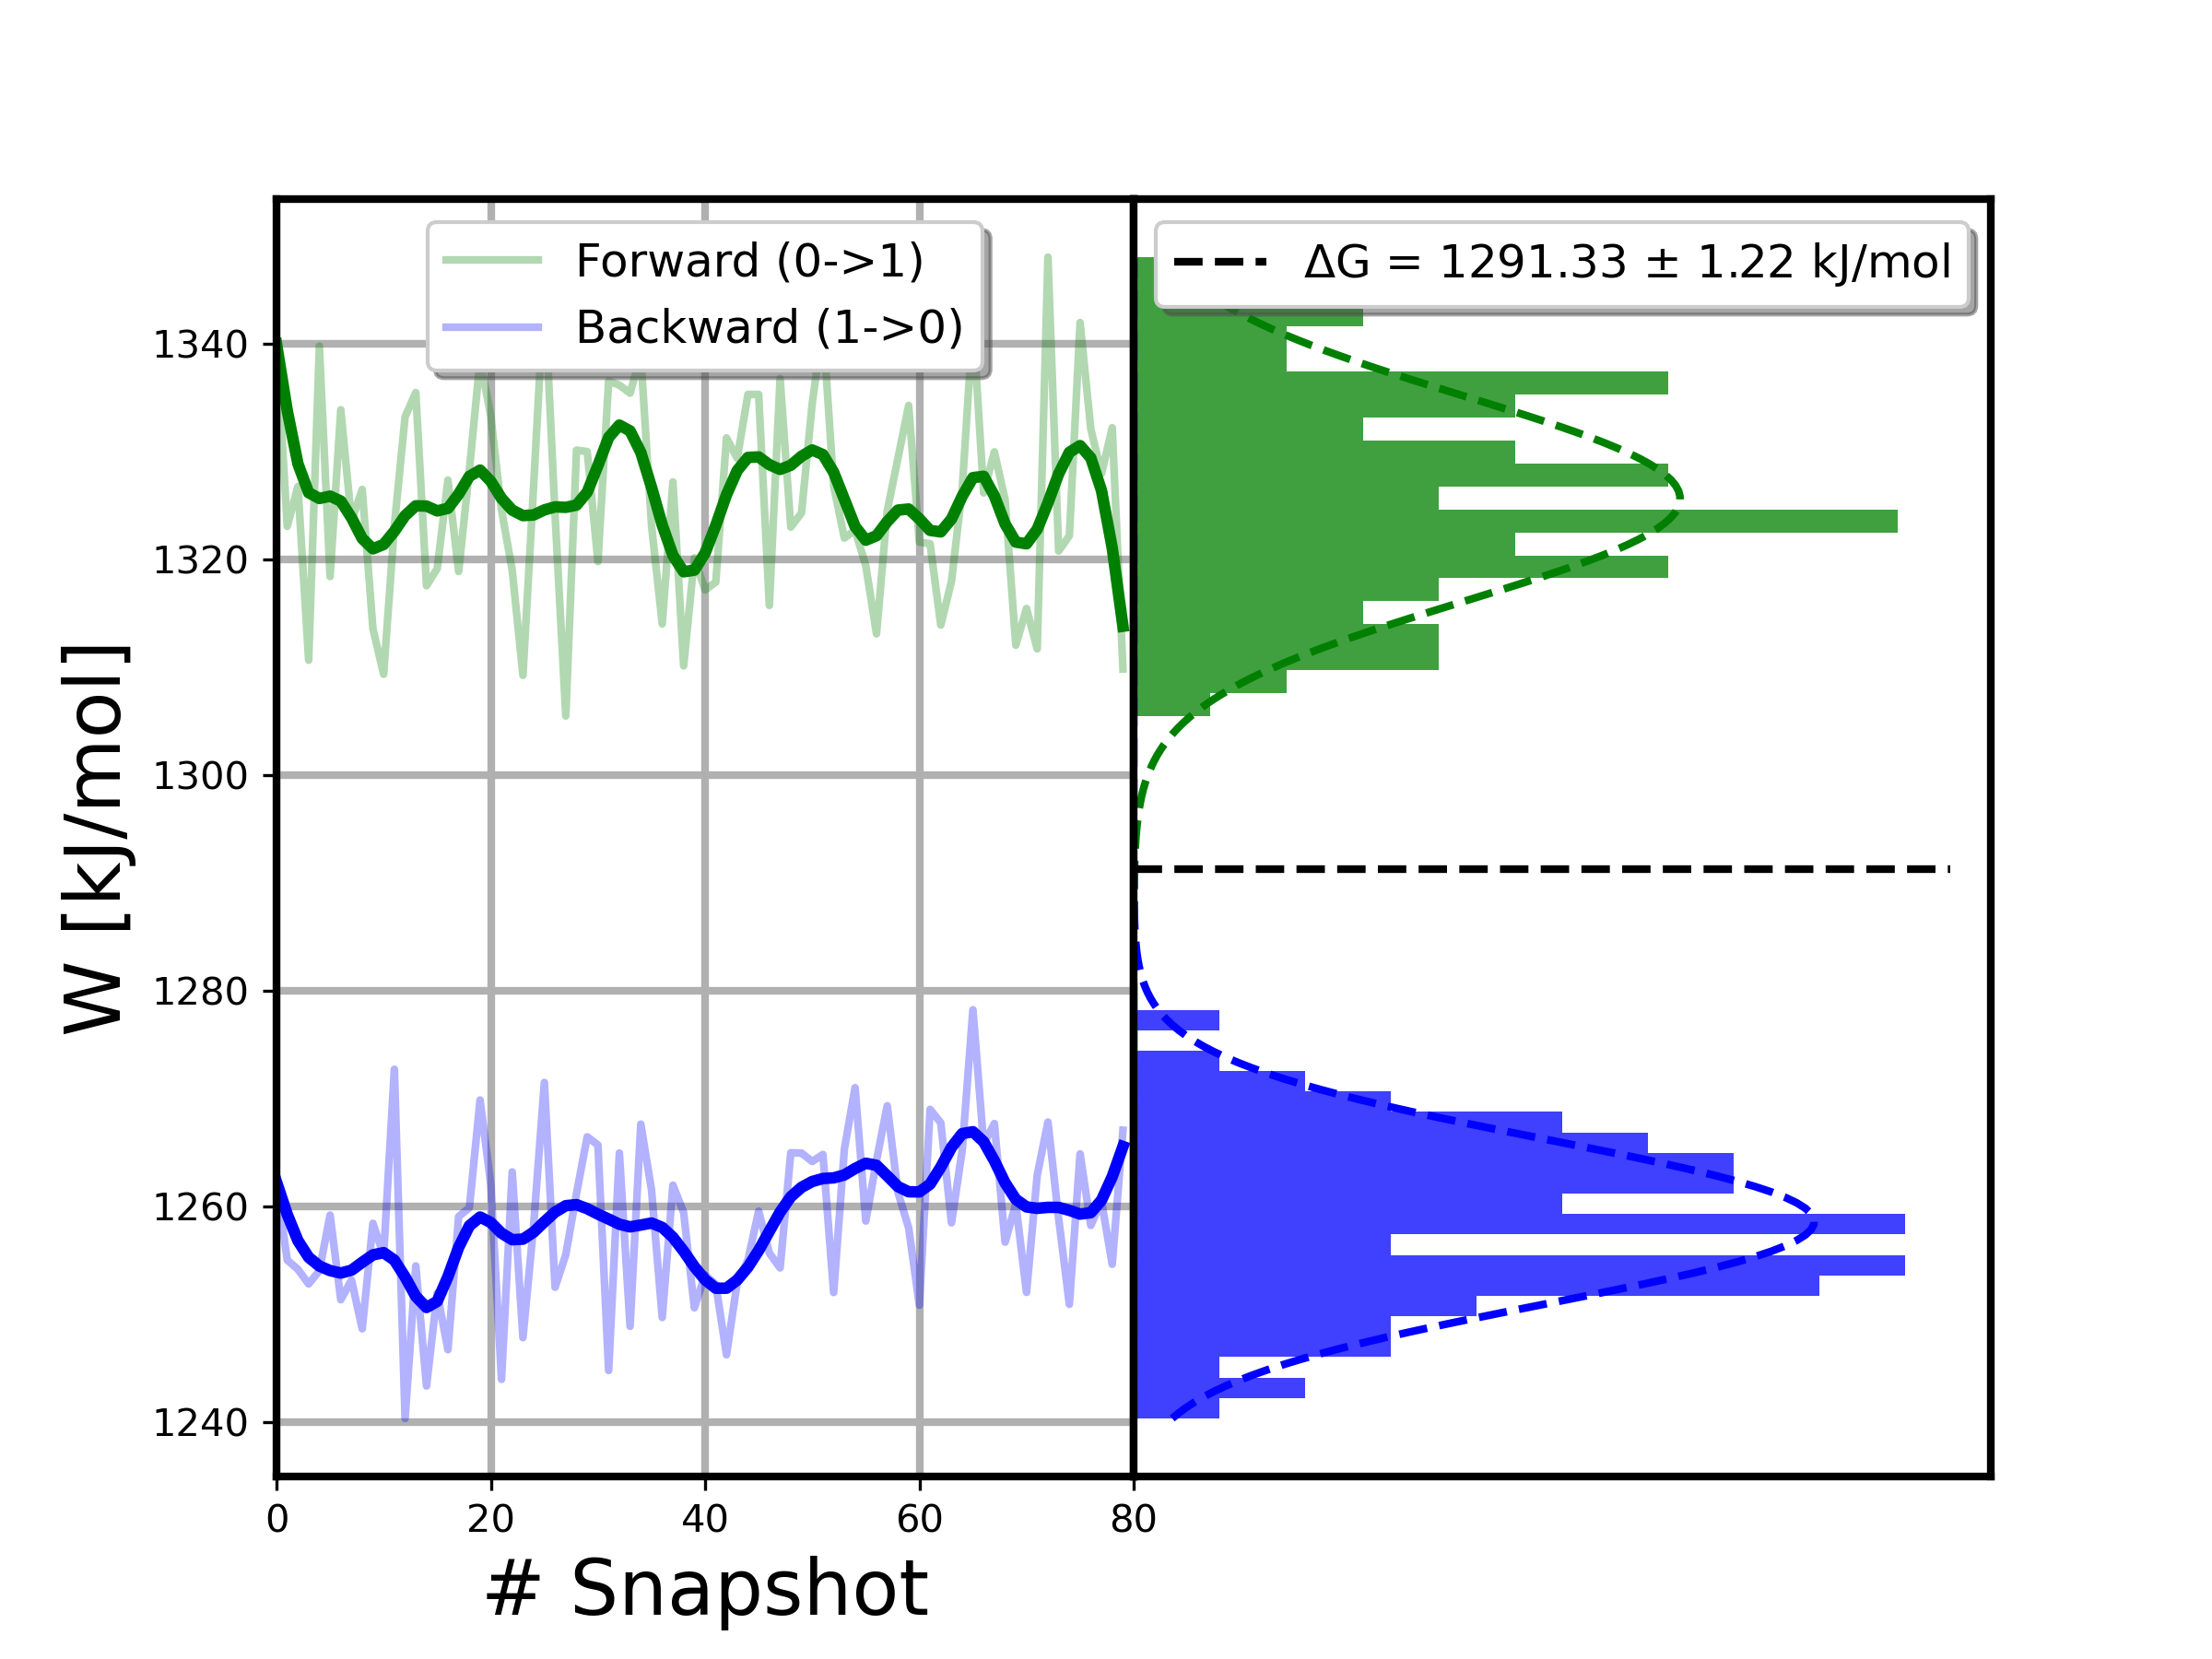 Forward (0->1)
Backward (1->0)
ΔG = 1291.33 ± 1.22 kJ/mol
W [kJ/mol]
1340
1320
1300
1280
1260
1240
0 20 40 60 80
# Snapshot